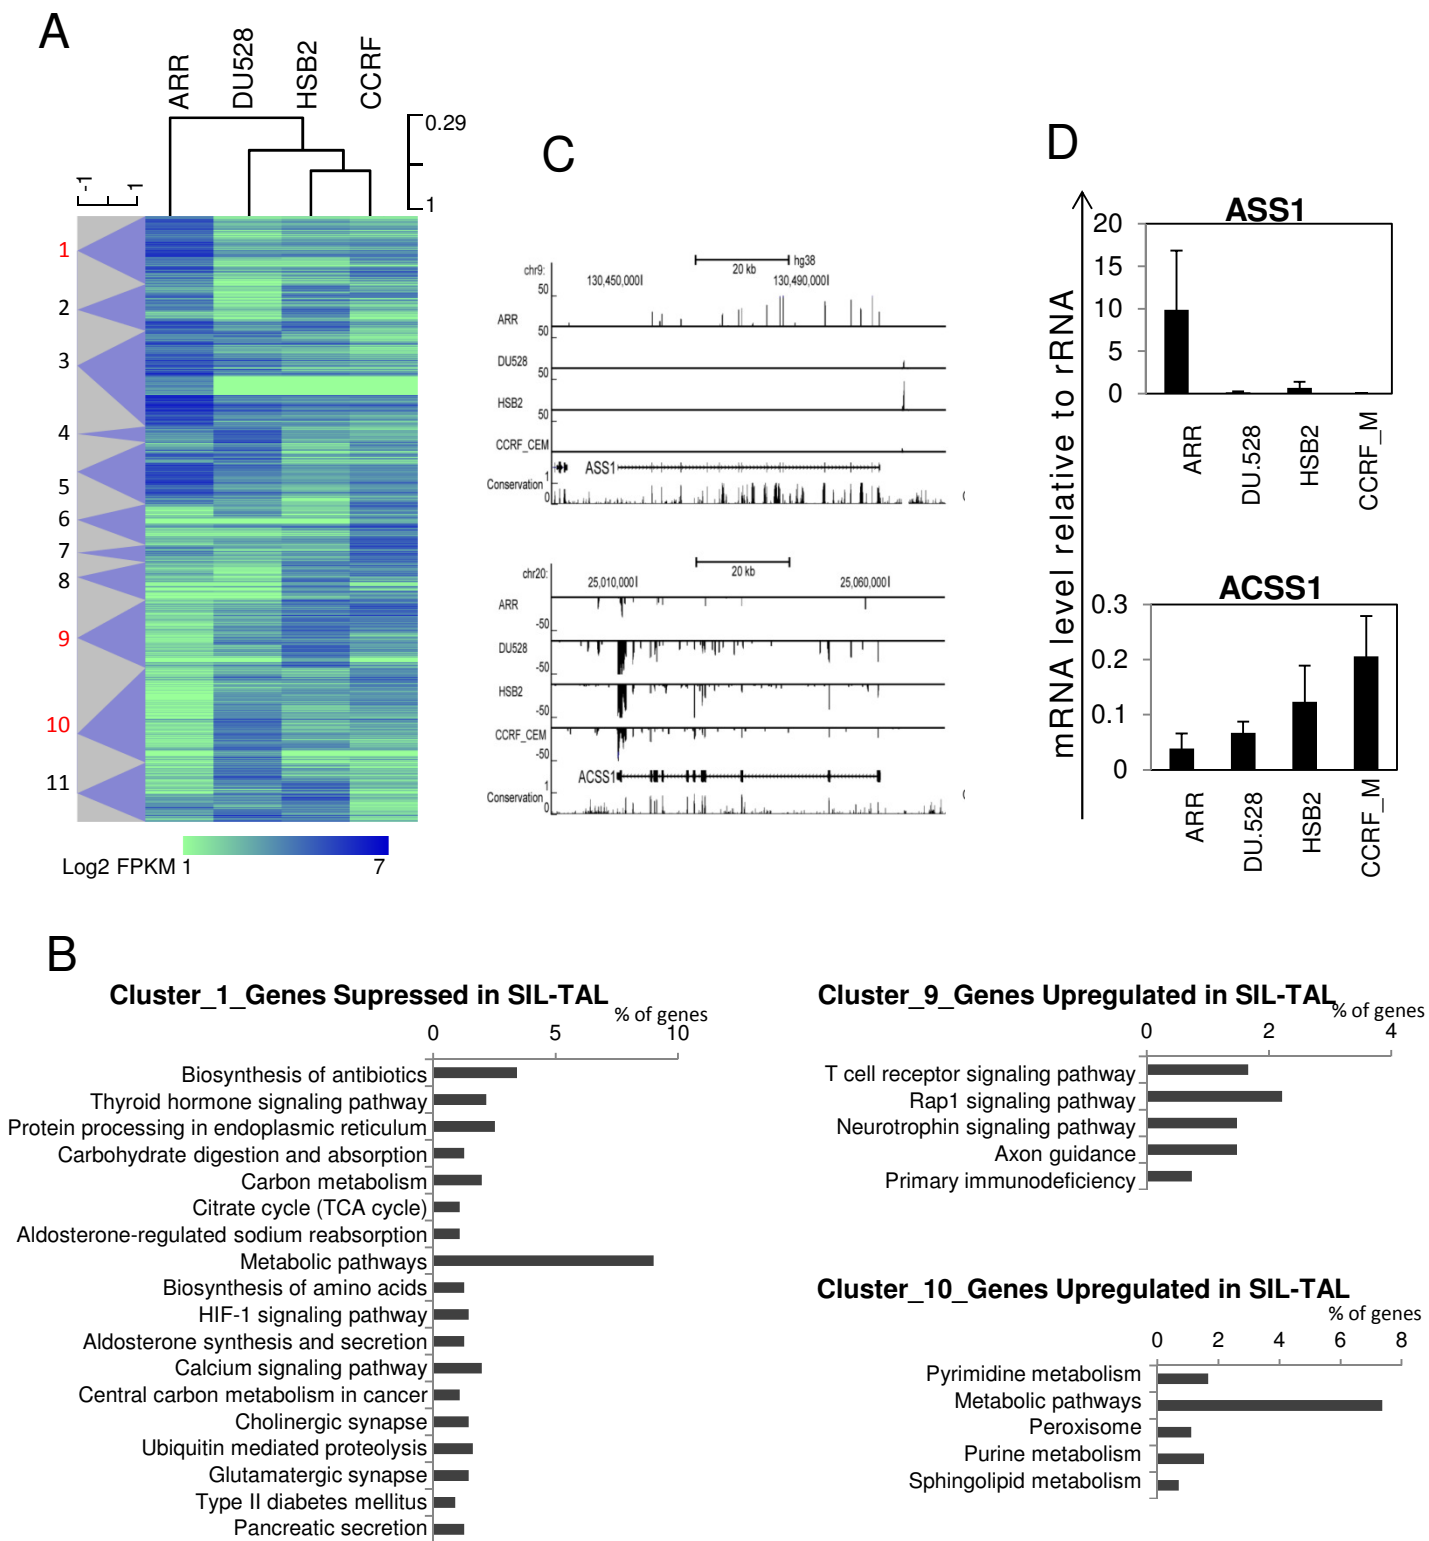 A
ARR
DU528
HSB2
CCRF
0.29
1
-1
1
1
2
3
4
5
6
7
8
9
10
11
Log2 FPKM 1
7
C
hg38
20 kb
chr9:
130,450,000
130,490,000
50
ARR
50
DU528
50
HSB2
50
CCRF_CEM
ASS1
1
Conservation
0
(
20 kb
chr20:
25,010,000
25,060,000
ARR
-50
DU528
-50
HSB2
-50
CCRF_CEM
-50
ACSS1
1
Conservation
0
(
D
mRNA level relative to rRNA
ASS1
20
15
10
5
0
ARR
DU.528
HSB2
CCRF_M
ACSS1
0.3
0.2
0.1
0
ARR
DU.528
HSB2
CCRF_M
B
Cluster_1_Genes Supressed in SIL-TAL
% of genes
0 5 10
Biosynthesis of antibiotics
Thyroid hormone signaling pathway
Protein processing in endoplasmic reticulum
Carbohydrate digestion and absorption
Carbon metabolism
Citrate cycle (TCA cycle)
Aldosterone-regulated sodium reabsorption
Metabolic pathways
Biosynthesis of amino acids
HIF-1 signaling pathway
Aldosterone synthesis and secretion
Calcium signaling pathway
Central carbon metabolism in cancer
Cholinergic synapse
Ubiquitin mediated proteolysis
Glutamatergic synapse
Type II diabetes mellitus
Pancreatic secretion
Cluster_9_Genes Upregulated in SIL-TAL
% of genes
0 2 4
T cell receptor signaling pathway
Rap1 signaling pathway
Neurotrophin signaling pathway
Axon guidance
Primary immunodeficiency
Cluster_10_Genes Upregulated in SIL-TAL
% of genes
0 2 4 6 8
Pyrimidine metabolism
Metabolic pathways
Peroxisome
Purine metabolism
Sphingolipid metabolism